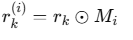 $r_k^{(i)} = r_k \odot M_i$